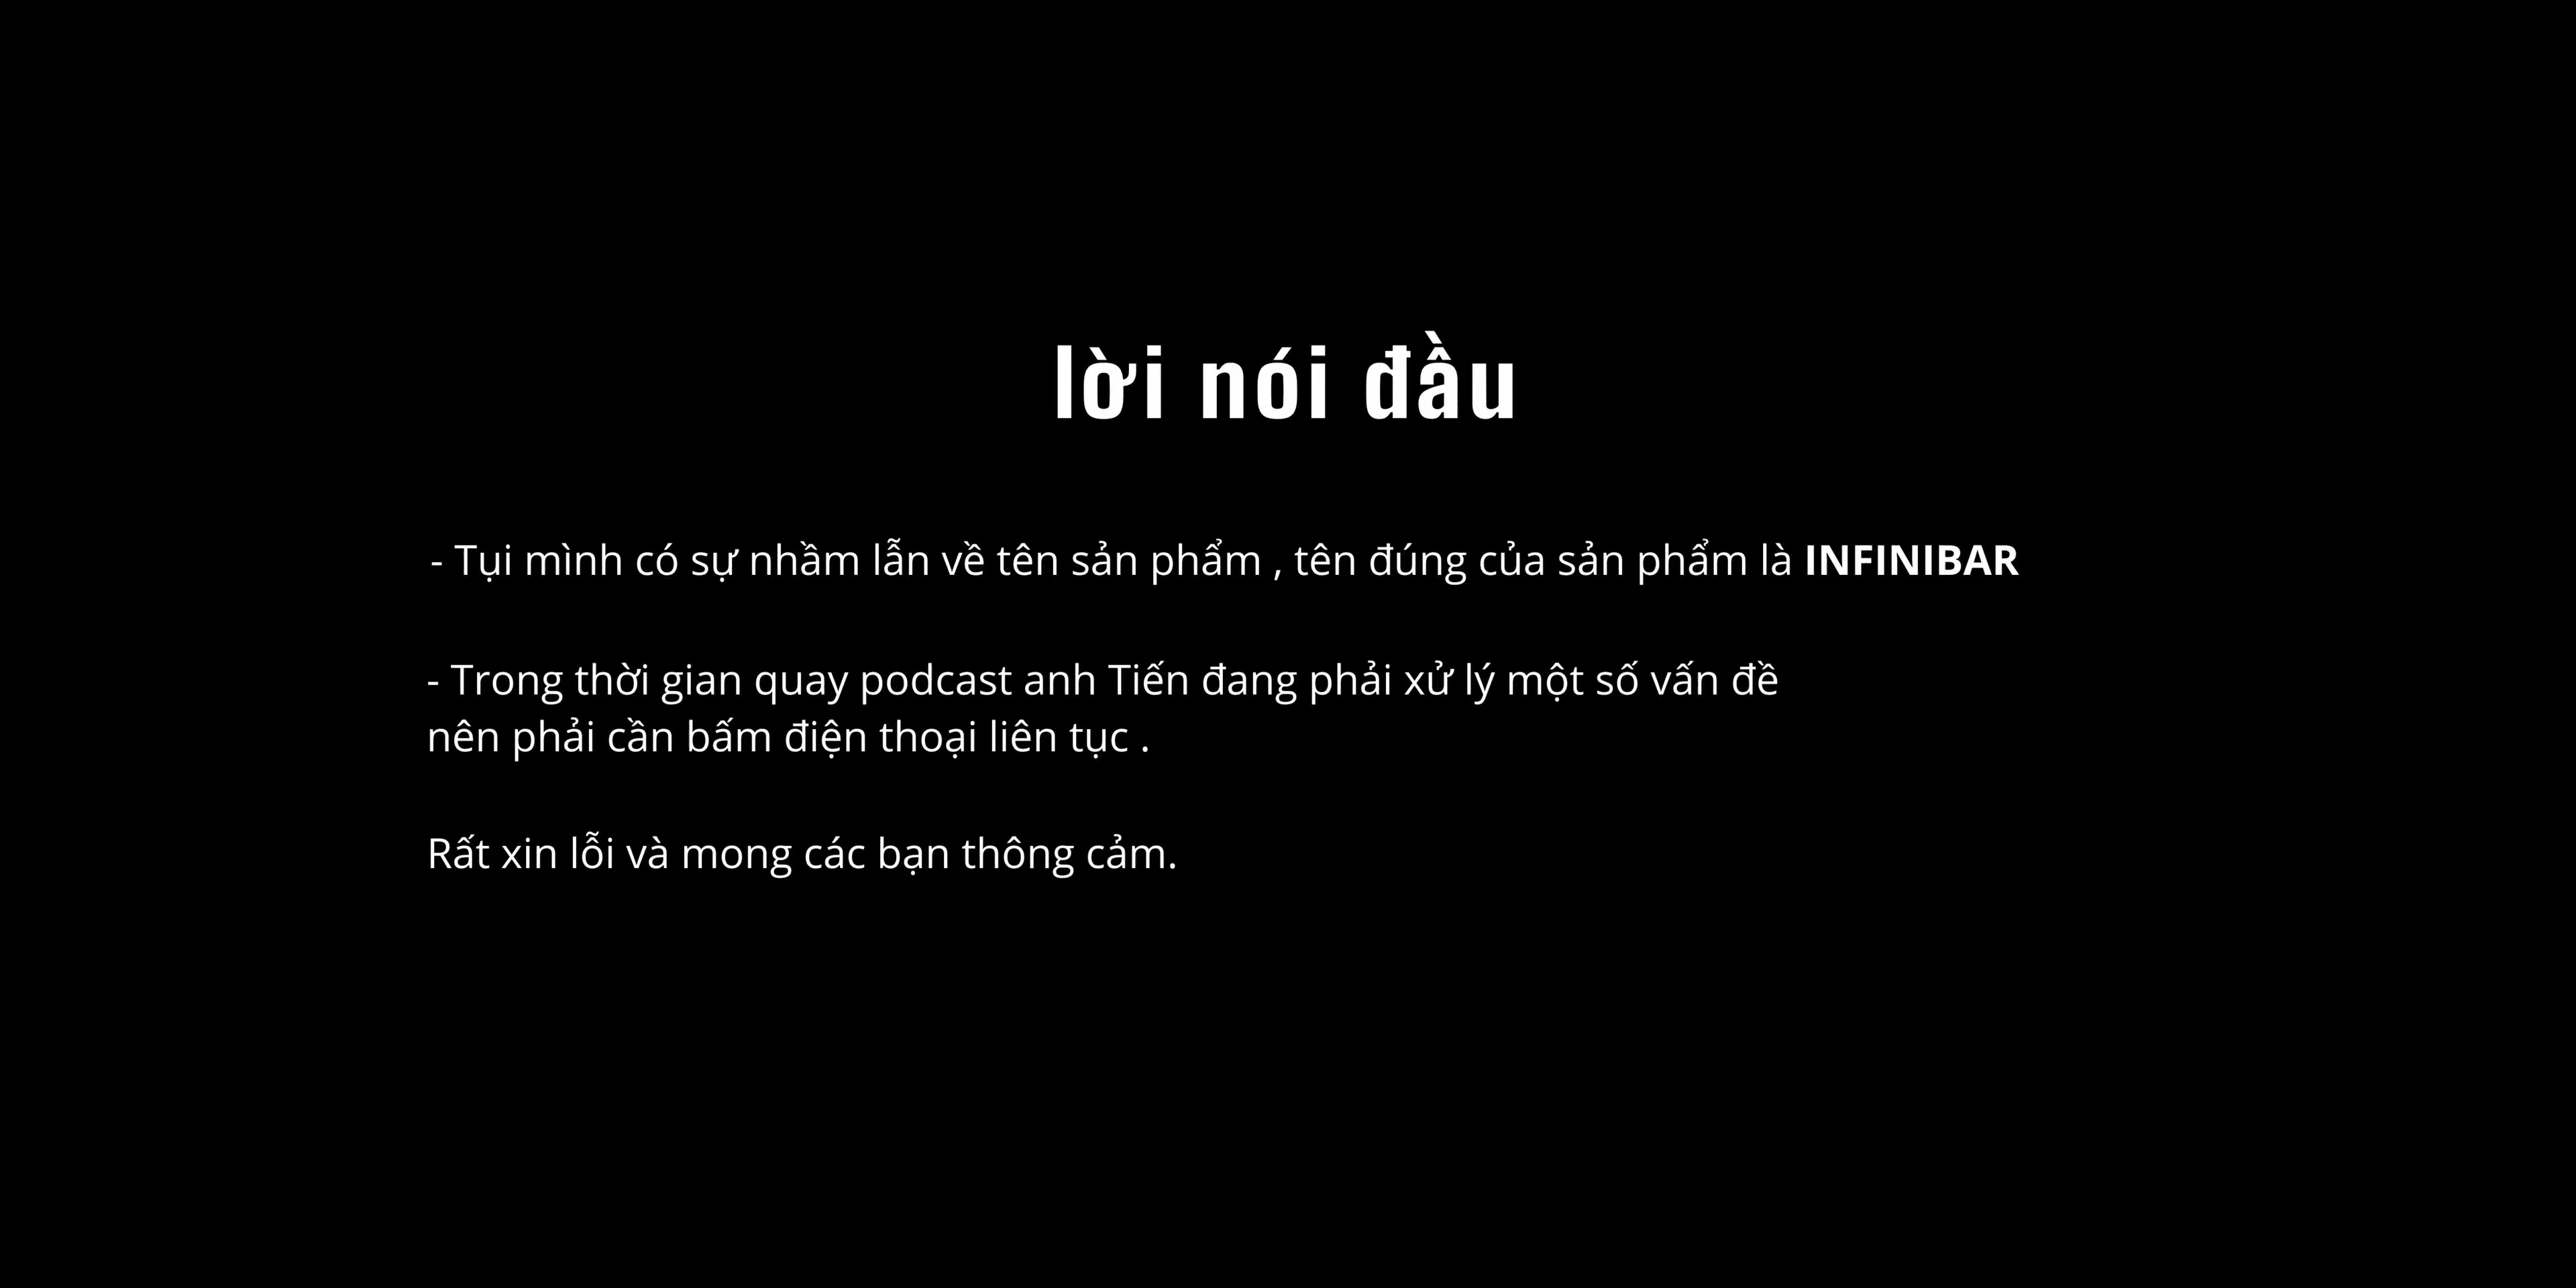 lời nói đầu
- Tụi mình có sự nhầm lẫn về tên sản phẩm , tên đúng của sản phẩm là INFINIBAR
- Trong thời gian quay podcast anh Tiến đang phải xử lý một số vấn đề
nên phải cần bấm điện thoại liên tục .
Rất xin lỗi và mong các bạn thông cảm.